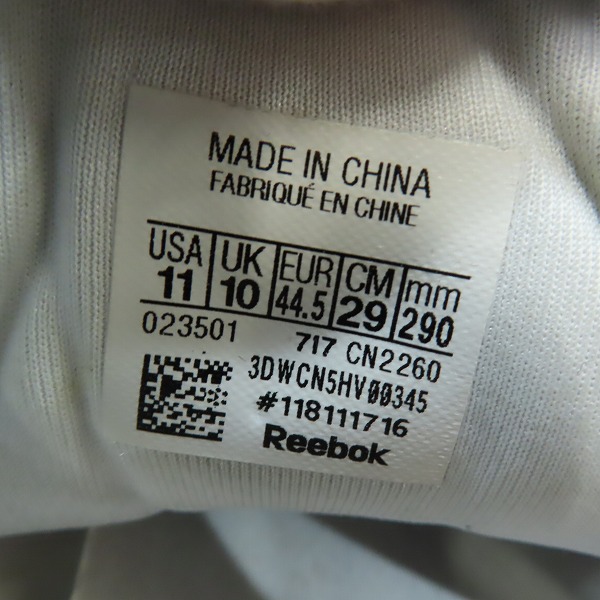 MADE IN CHINA
FABRIQUÉ EN CHINE
USA UK EUR CM mm
11 10 44.5 29 290
023501 717 CN2260
3DWCN5HV00345
#118111716
Reebok